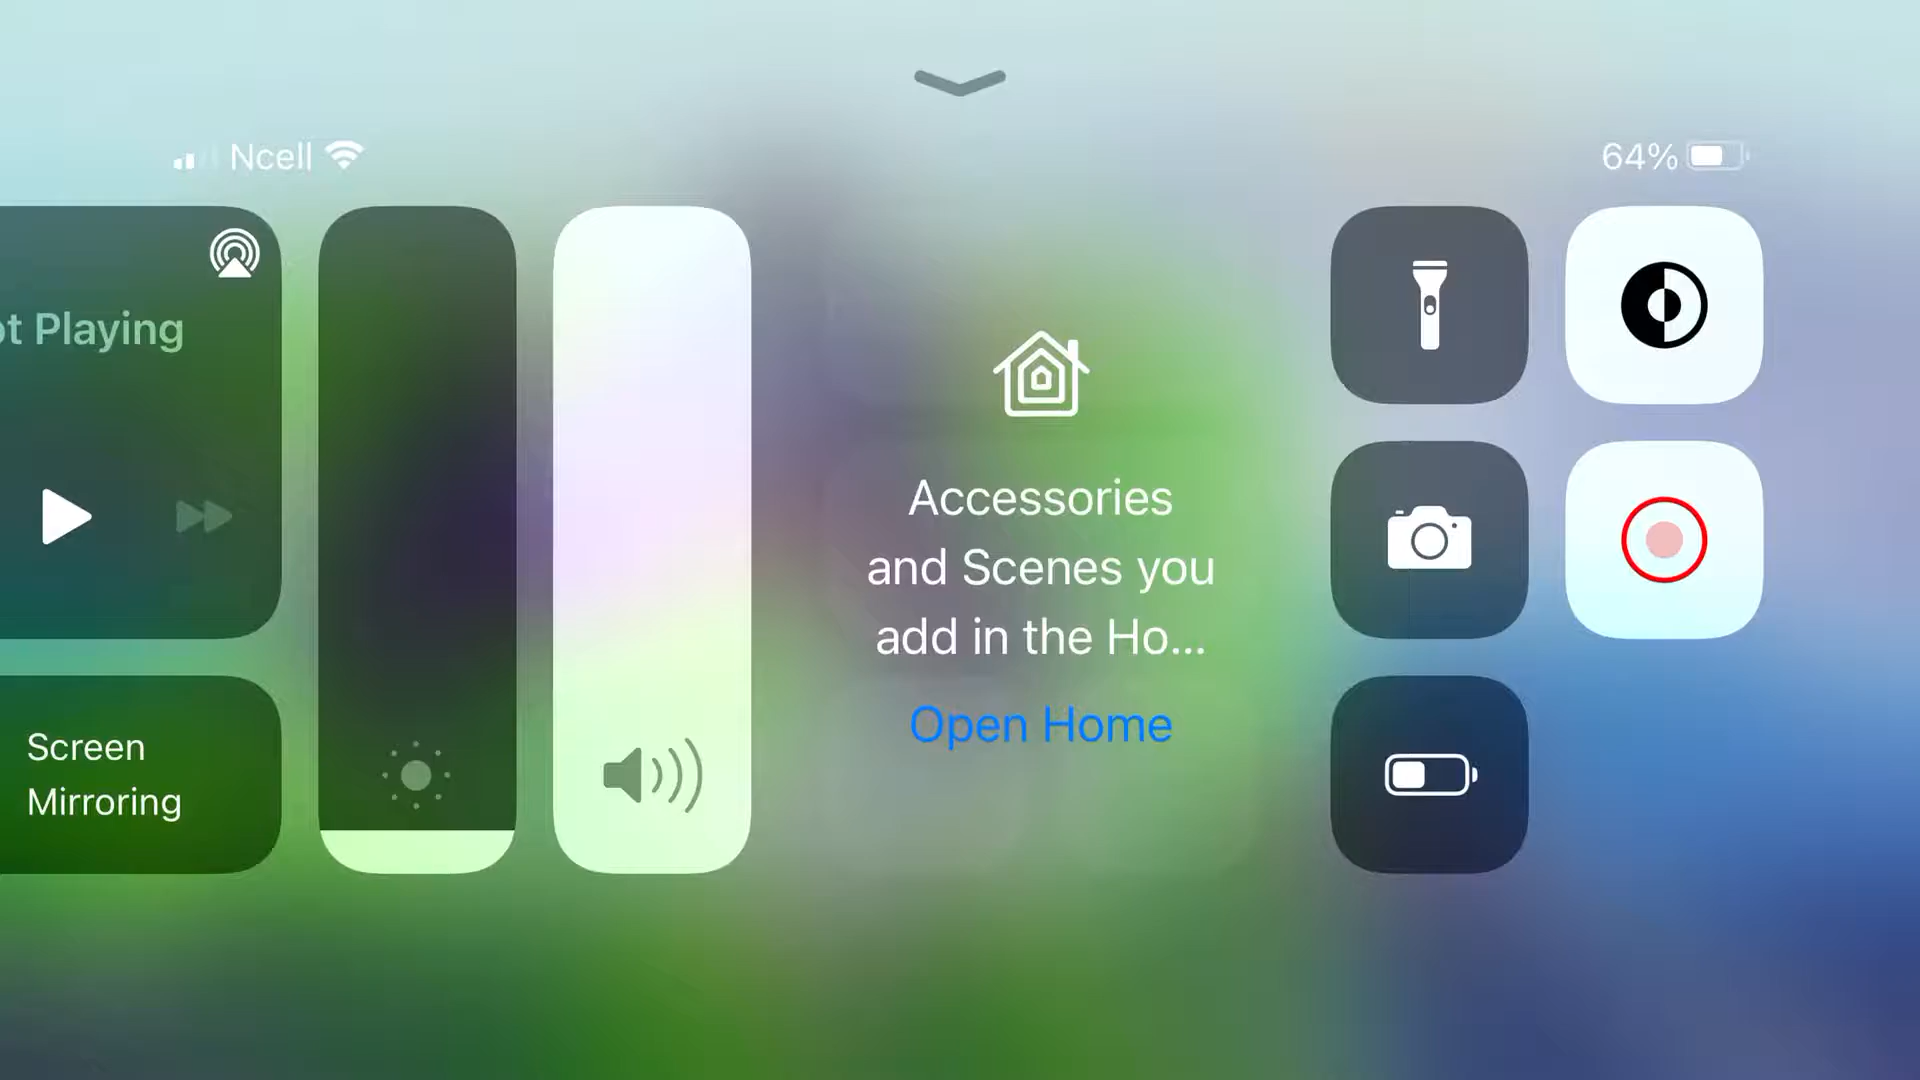 Ncell
64%
ot Playing
Accessories
and Scenes you
add in the Ho...
Open Home
Screen
Mirroring